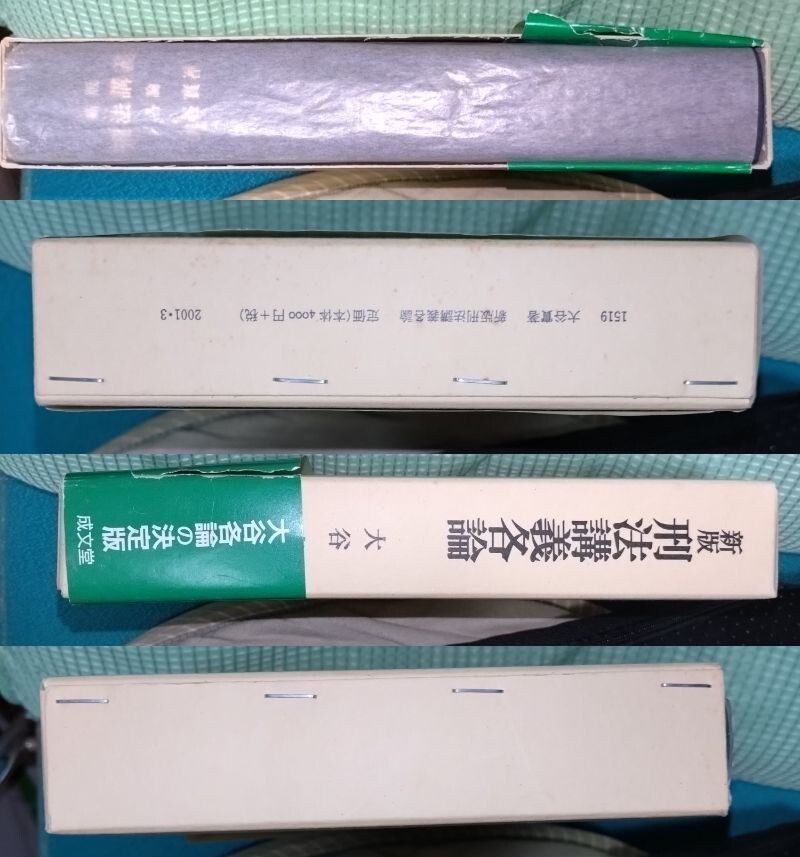 1519 大谷實著 新版刑法講義各論 定価(本体 4000円+税) 2001・3
新版
刑法講義各論
大谷
大谷各論の決定版
成文堂